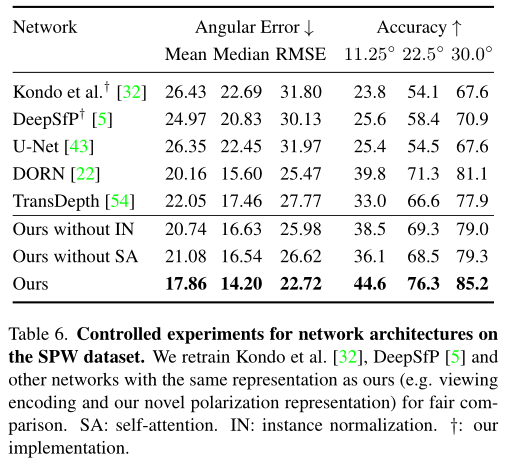 Network Angular Error ↓ Accuracy ↑
Mean Median RMSE 11.25° 22.5° 30.0°
Kondo et al.† [32] 26.43 22.69 31.80 23.8 54.1 67.6
DeepSfP† [5] 24.97 20.83 30.13 25.6 58.4 70.9
U-Net [43] 26.35 22.45 31.97 25.4 54.5 67.6
DORN [22] 20.16 15.60 25.47 39.8 71.3 81.1
TransDepth [54] 22.05 17.46 27.77 33.0 66.6 77.9
Ours without IN 20.74 16.63 25.98 38.5 69.3 79.0
Ours without SA 21.08 16.54 26.62 36.1 68.5 79.3
Ours 17.86 14.20 22.72 44.6 76.3 85.2
Table 6. Controlled experiments for network architectures on
the SPW dataset. We retrain Kondo et al. [32], DeepSfP [5] and
other networks with the same representation as ours (e.g. viewing
encoding and our novel polarization representation) for fair com-
parison. SA: self-attention. IN: instance normalization. †: our
implementation.